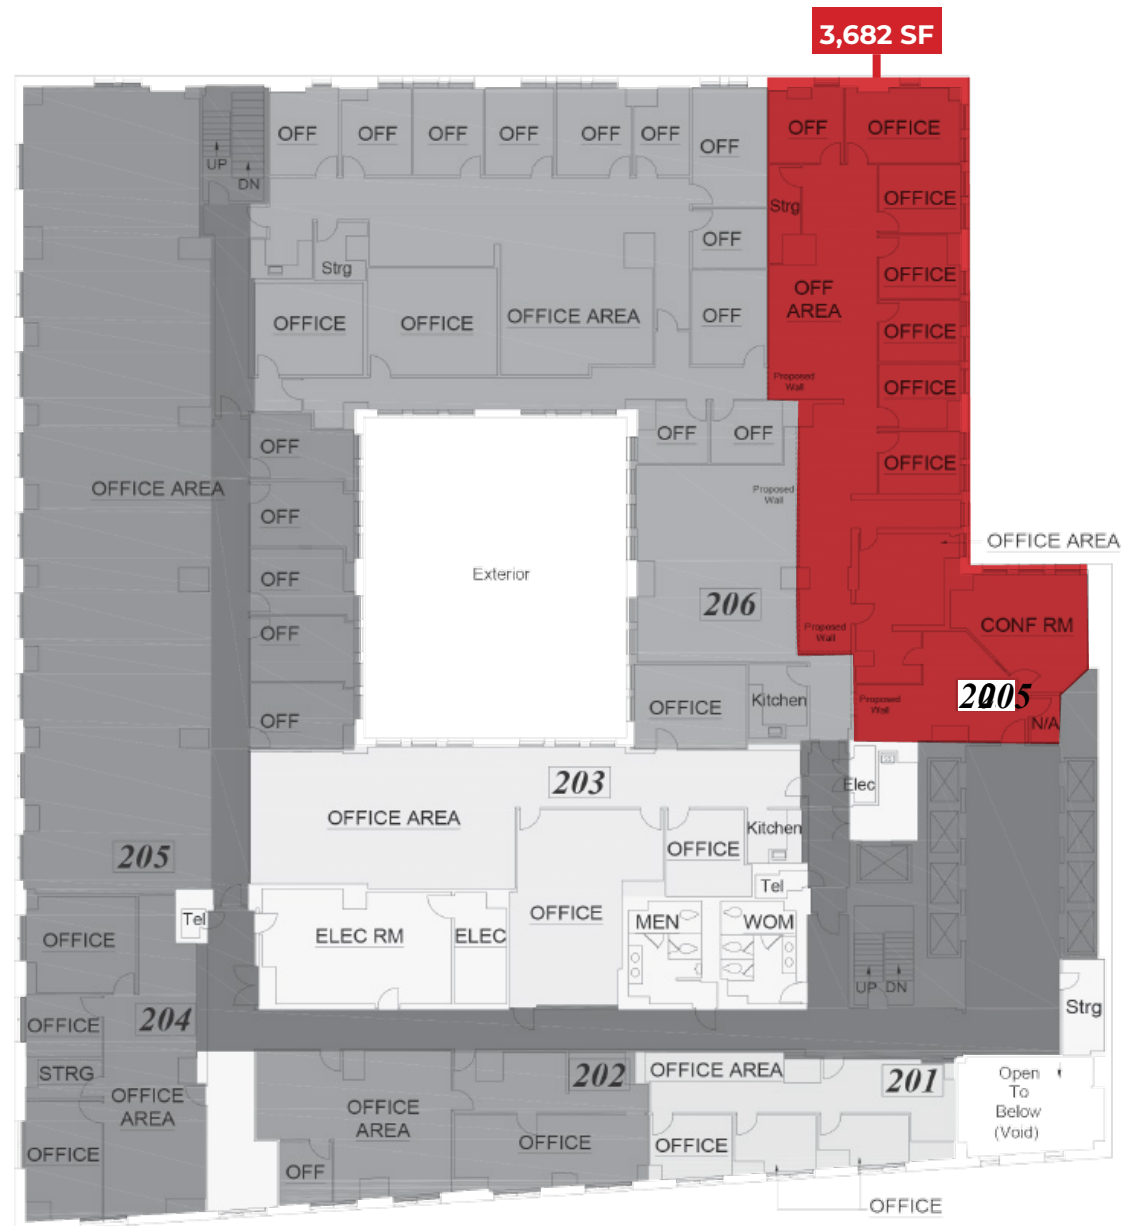 3,682 SF
OFF
OFF
OFF
OFF
OFF
OFF
OFF
OFF
OFFICE
UP
DN
OFFICE
Strg
OFF
Strg
OFFICE
OFF
AREA
OFFICE
OFFICE
OFFICE AREA
OFF
OFFICE
Proposed
Wall
OFFICE
OFF
OFF
OFF
OFFICE
OFFICE AREA
Proposed
Wall
OFF
OFFICE AREA
Exterior
OFF
206
OFF
Proposed
Wall
CONF RM
OFF
OFFICE
Kitchen
Proposed
Wall
N/A
203
Elec
OFFICE AREA
Kitchen
OFFICE
205
Tel
Tel
OFFICE
MEN
WOM
ELEC RM
ELEC
OFFICE
UP
DN
204
OFFICE
Strg
STRG
OFFICE
AREA
OFFICE
202
OFFICE AREA
201
Open
To
Below
(Void)
OFFICE
AREA
OFFICE
OFFICE
OFF
OFFICE